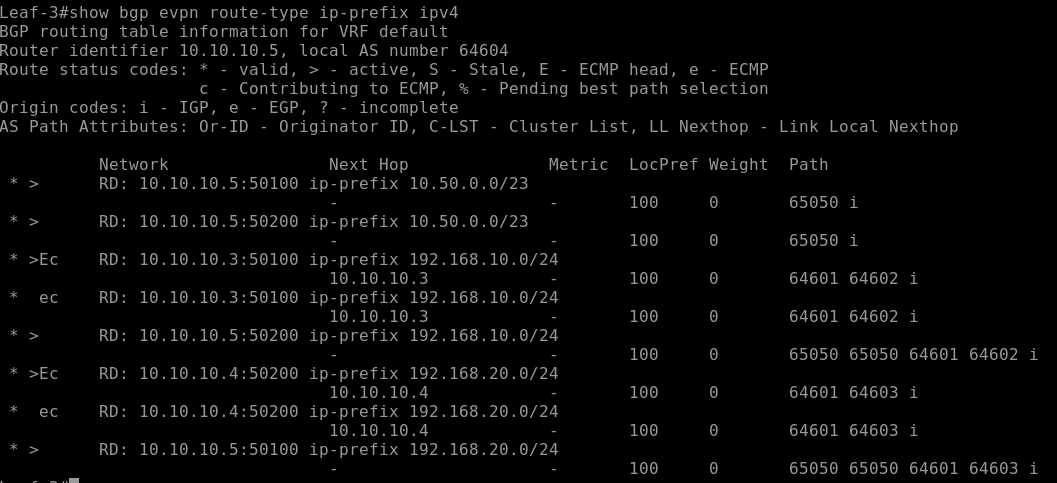 Leaf-3#show bgp evpn route-type ip-prefix ipv4
BGP routing table information for VRF default
Router identifier 10.10.10.5, local AS number 64604
Route status codes: * - valid, > - active, S - Stale, E - ECMP head, e - ECMP
                    c - Contributing to ECMP, % - Pending best path selection
Origin codes: i - IGP, e - EGP, ? - incomplete
AS Path Attributes: Or-ID - Originator ID, C-LST - Cluster List, LL Nexthop - Link Local Nexthop

          Network                Next Hop              Metric  LocPref Weight  Path
 * >      RD: 10.10.10.5:50100 ip-prefix 10.50.0.0/23
                                 -                     -       100     0       65050 i
 * >      RD: 10.10.10.5:50200 ip-prefix 10.50.0.0/23
                                 -                     -       100     0       65050 i
 * >Ec    RD: 10.10.10.3:50100 ip-prefix 192.168.10.0/24
                                 10.10.10.3            -       100     0       64601 64602 i
 *  ec    RD: 10.10.10.3:50100 ip-prefix 192.168.10.0/24
                                 10.10.10.3            -       100     0       64601 64602 i
 * >      RD: 10.10.10.5:50200 ip-prefix 192.168.10.0/24
                                 -                     -       100     0       65050 65050 64601 64602 i
 * >Ec    RD: 10.10.10.4:50200 ip-prefix 192.168.20.0/24
                                 10.10.10.4            -       100     0       64601 64603 i
 *  ec    RD: 10.10.10.4:50200 ip-prefix 192.168.20.0/24
                                 10.10.10.4            -       100     0       64601 64603 i
 * >      RD: 10.10.10.5:50100 ip-prefix 192.168.20.0/24
                                 -                     -       100     0       65050 65050 64601 64603 i
Leaf-3#